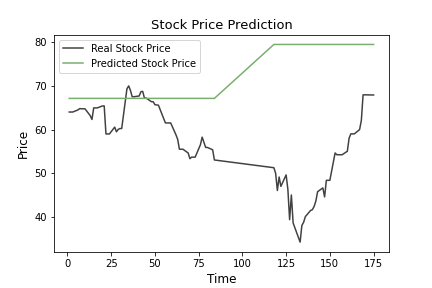 Stock Price Prediction
Real Stock Price
Predicted Stock Price
80
70
60
50
40
Price
0 25 50 75 100 125 150 175
Time